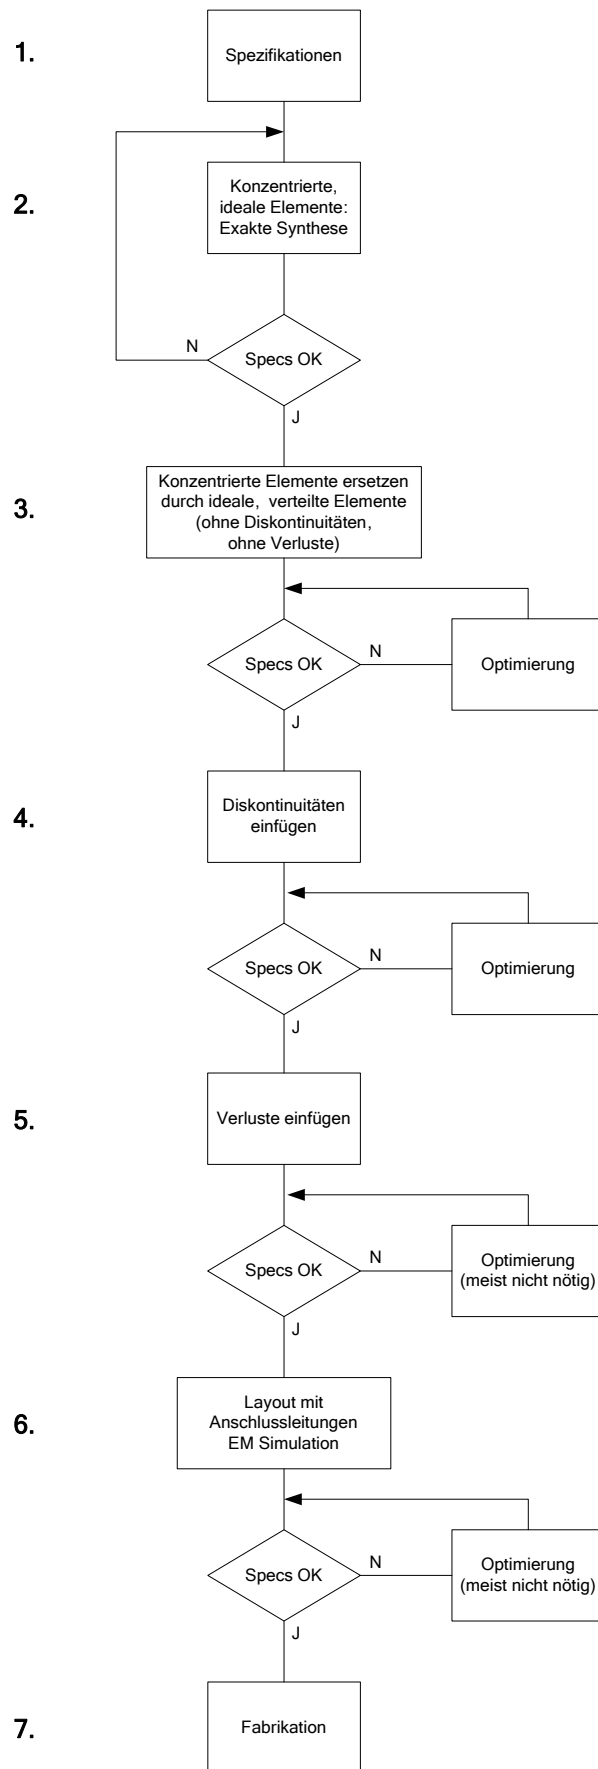 1.
Spezifikationen
2.
Konzentrierte,
ideale Elemente:
Exakte Synthese
N
Specs OK
J
3.
Konzentrierte Elemente ersetzen
durch ideale, verteilte Elemente
(ohne Diskontinuitäten,
ohne Verluste)
Specs OK
N
Optimierung
J
4.
Diskontinuitäten
einfügen
Specs OK
N
Optimierung
J
5.
Verluste einfügen
Specs OK
N
Optimierung
(meist nicht nötig)
J
6.
Layout mit
Anschlussleitungen
EM Simulation
Specs OK
N
Optimierung
(meist nicht nötig)
J
7.
Fabrikation